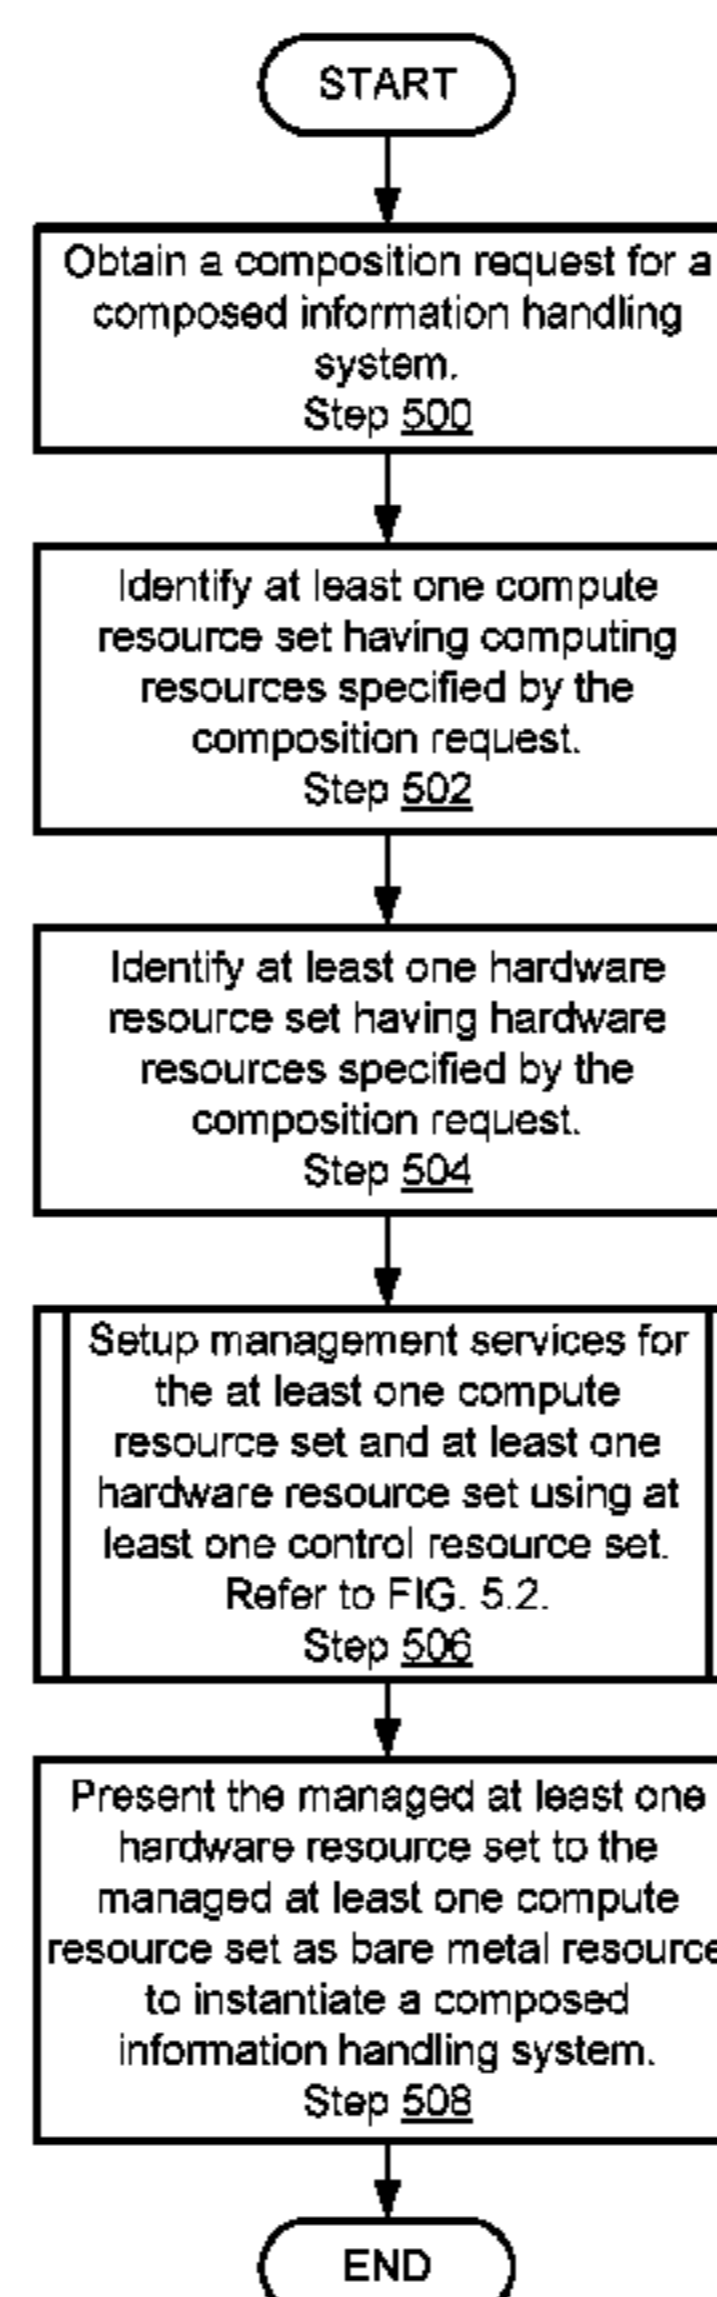 START
Obtain a composition request for a
composed information handling
system.
Step 500
Identify at least one compute
resource set having computing
resources specified by the
composition request.
Step 502
Identify at least one hardware
resource set having hardware
resources specified by the
composition request.
Step 504
Setup management services for
the at least one compute
resource set and at least one
hardware resource set using at
least one control resource set.
Refer to FIG. 5.2.
Step 506
Present the managed at least one
hardware resource set to the
managed at least one compute
resource set as bare metal resource
to instantiate a composed
information handling system.
Step 508
END